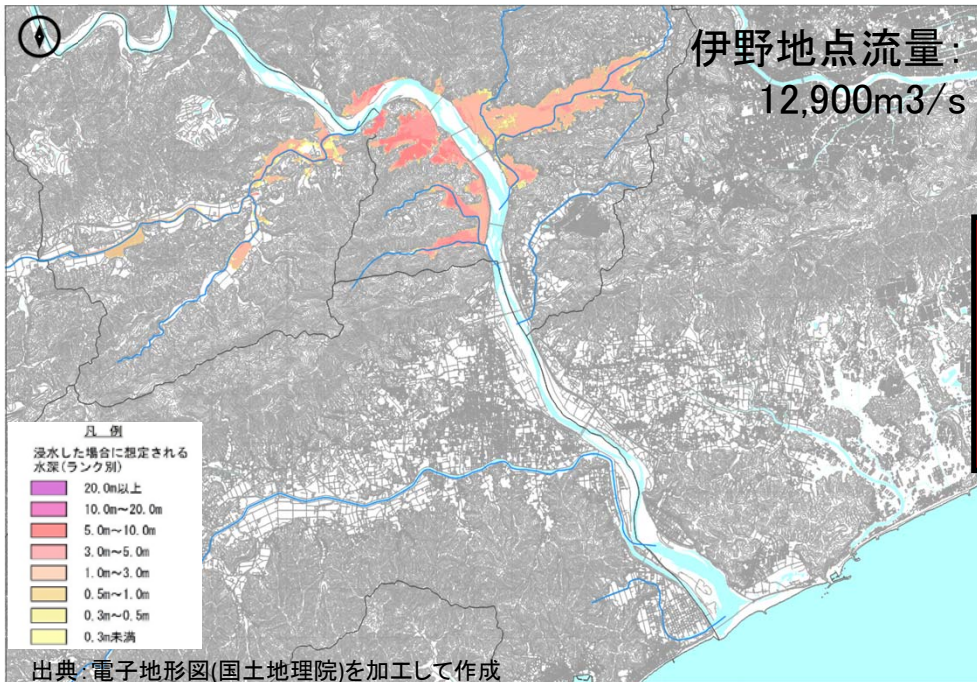 伊野地点流量:
12,900m3/s
凡 例
浸水した場合に想定される
水深(ランク別)
20.0m以上
10.0m～20.0m
5.0m～10.0m
3.0m～5.0m
1.0m～3.0m
0.5m～1.0m
0.3m～0.5m
0.3m未満
出典:電子地形図(国土地理院)を加工して作成